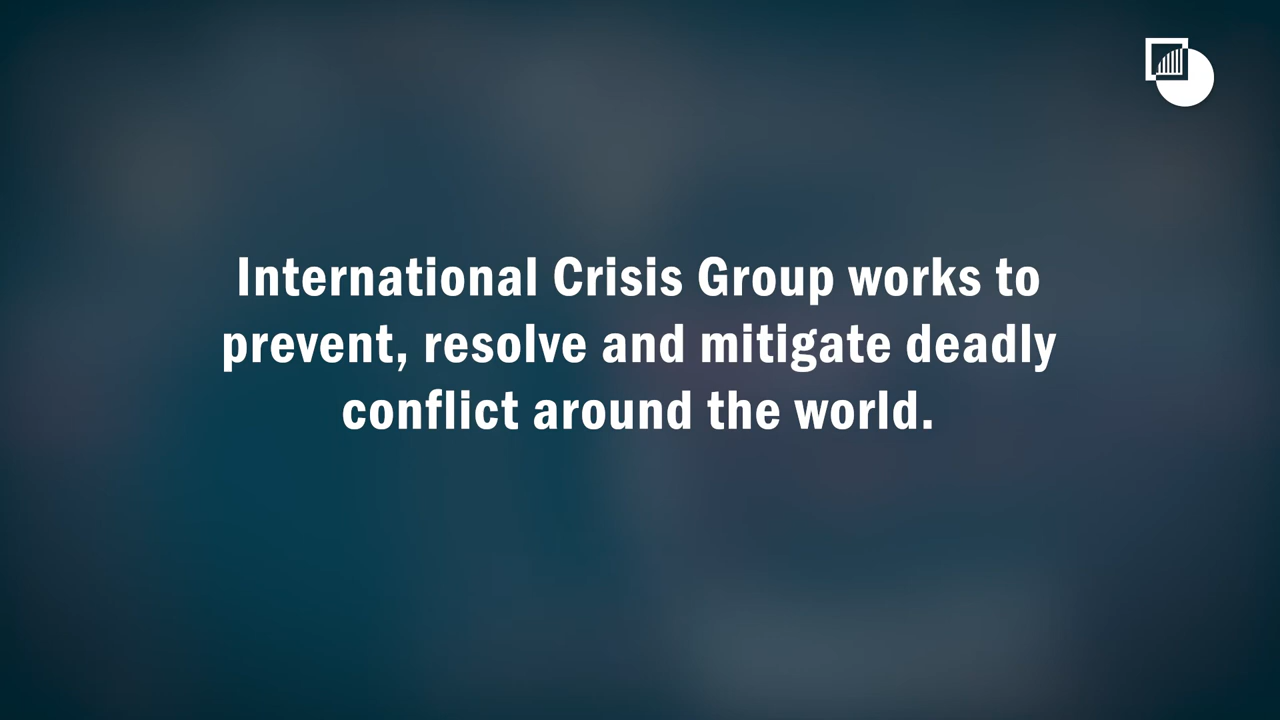 International Crisis Group works to
prevent, resolve and mitigate deadly
conflict around the world.